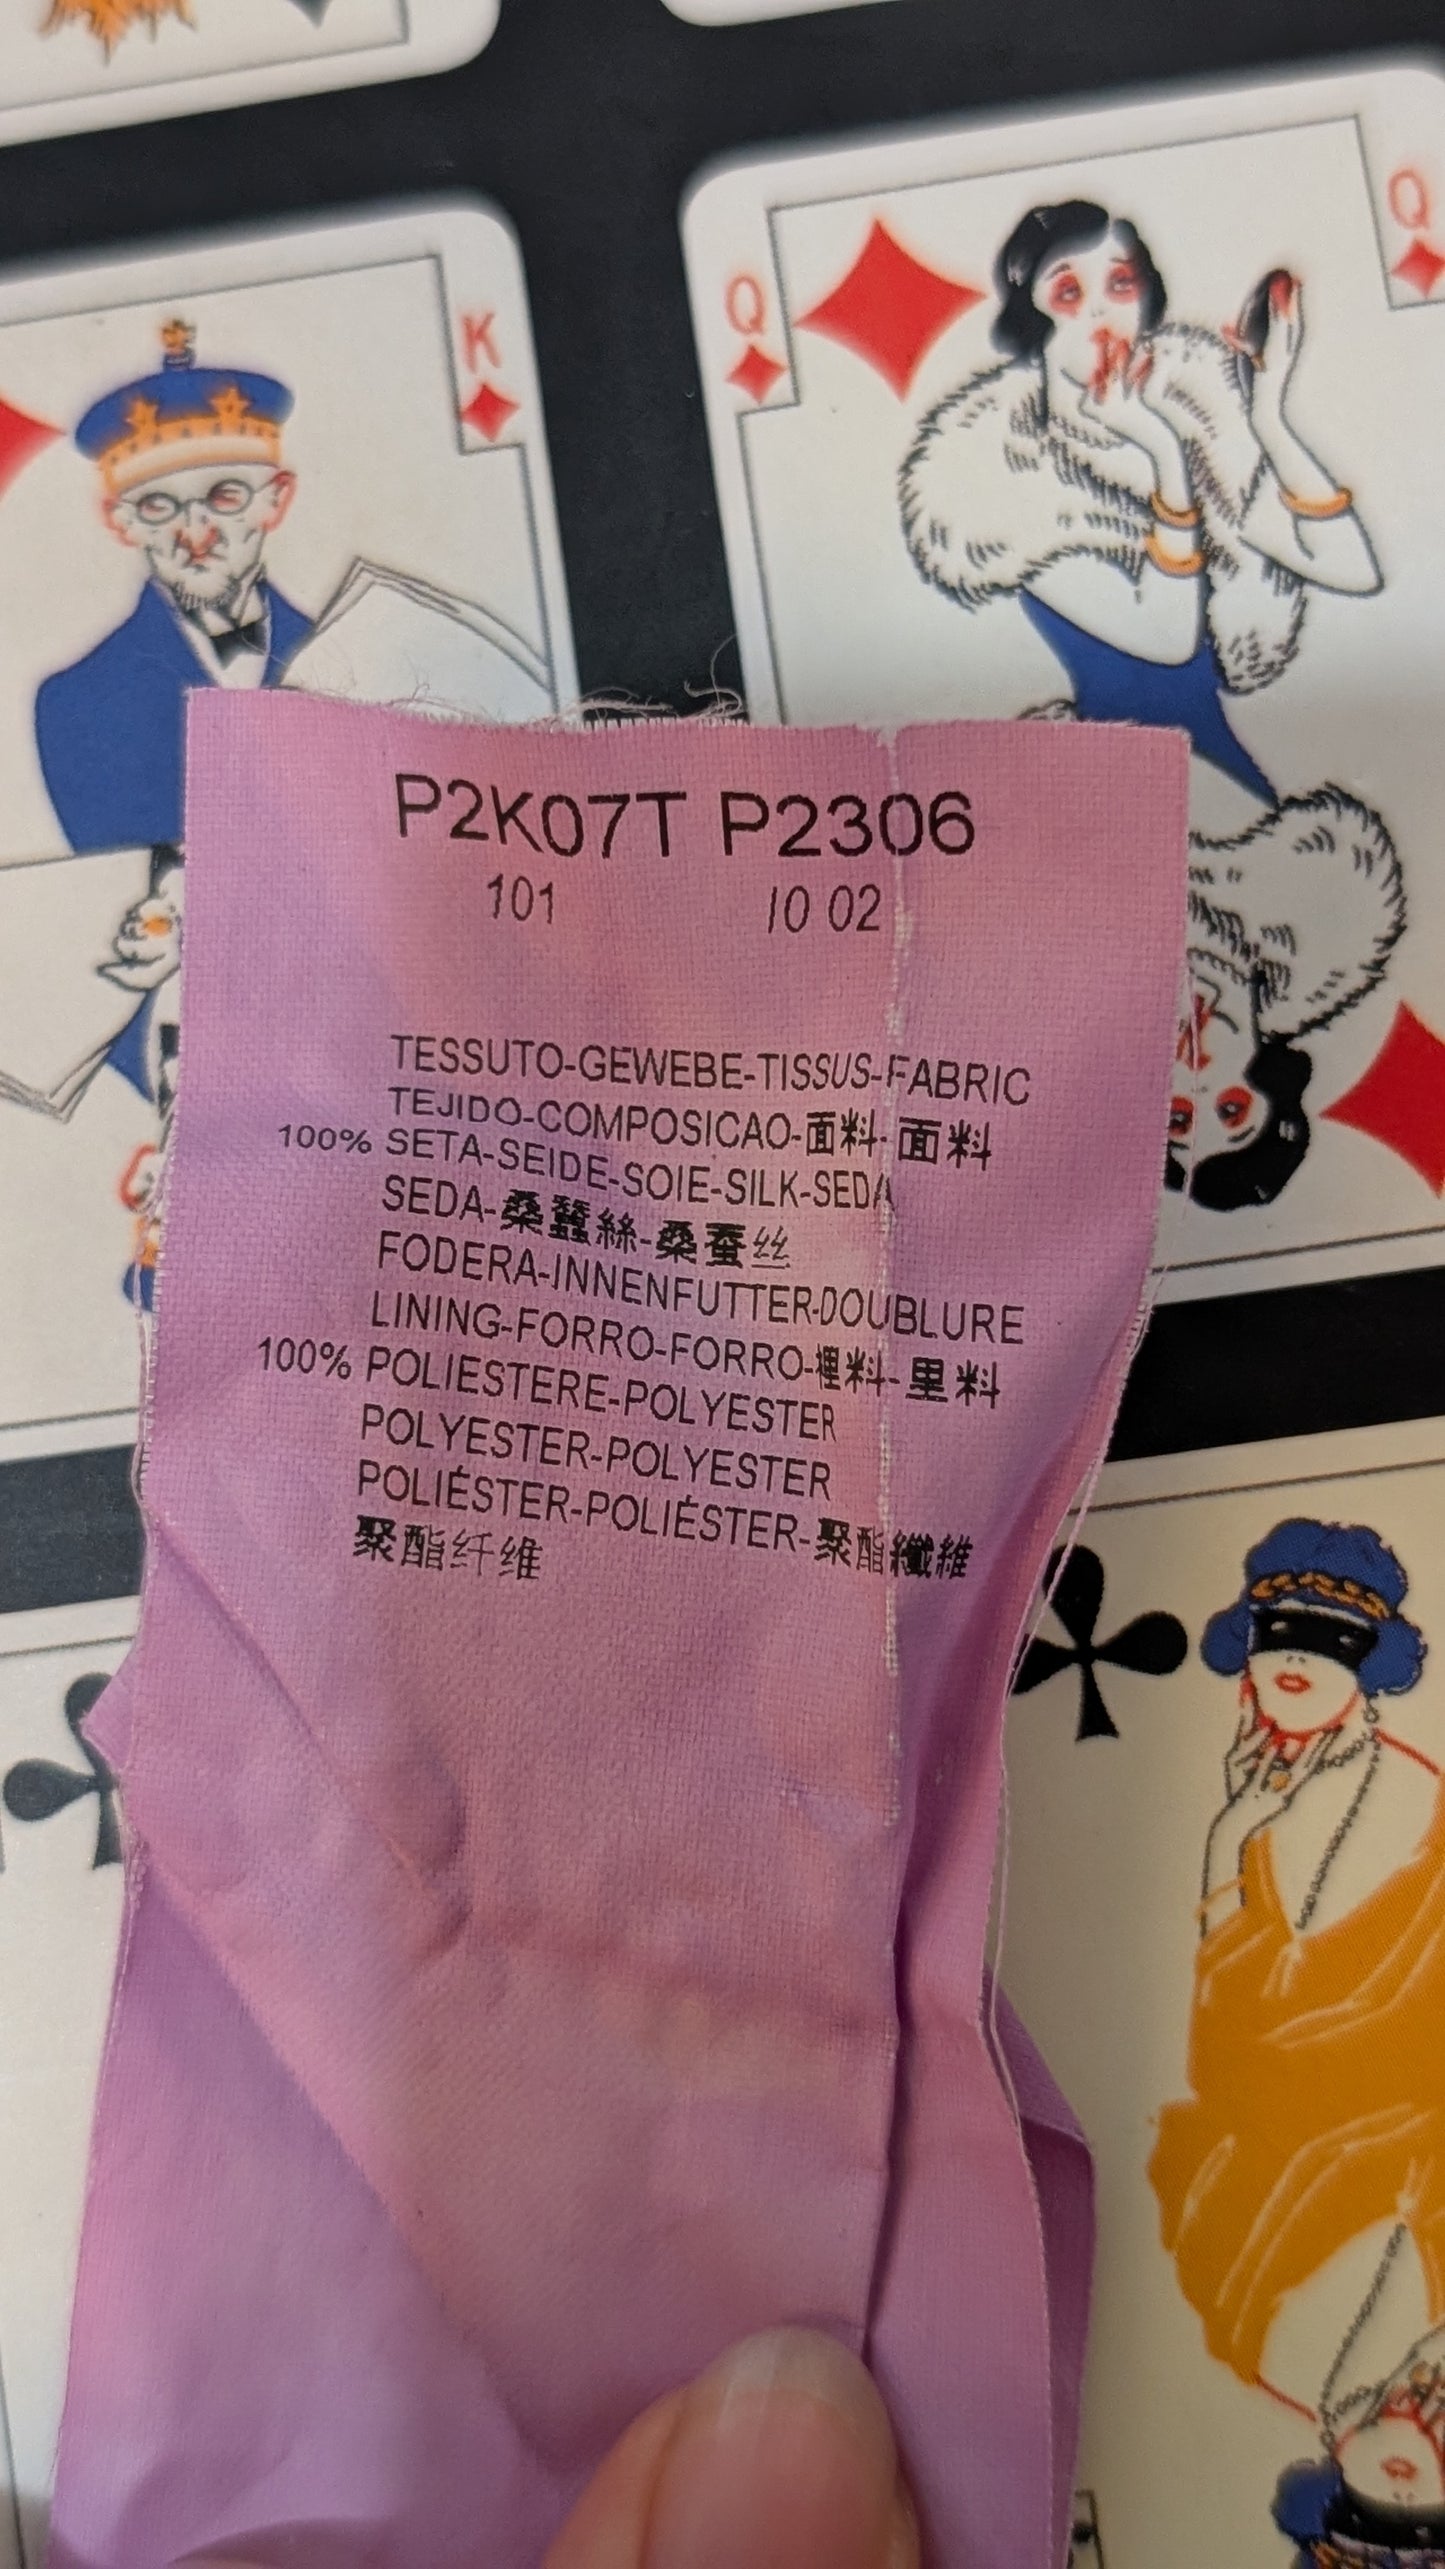 K
Q
Q
P2K07T P2306
101 10 02
TESSUTO-GEWEBE-TISSUS-FABRIC
TEJIDO-COMPOSICAO-面料-面料
100% SETA-SEIDE-SOIE-SILK-SEDA
SEDA-桑蠶絲-桑蚕丝
FODERA-INNENFUTTER-DOUBLURE
LINING-FORRO-FORRO-裡料-里料
100% POLIESTERE-POLYESTER
POLYESTER-POLYESTER
POLIÉSTER-POLIÉSTER-聚酯纖維
聚酯纤维